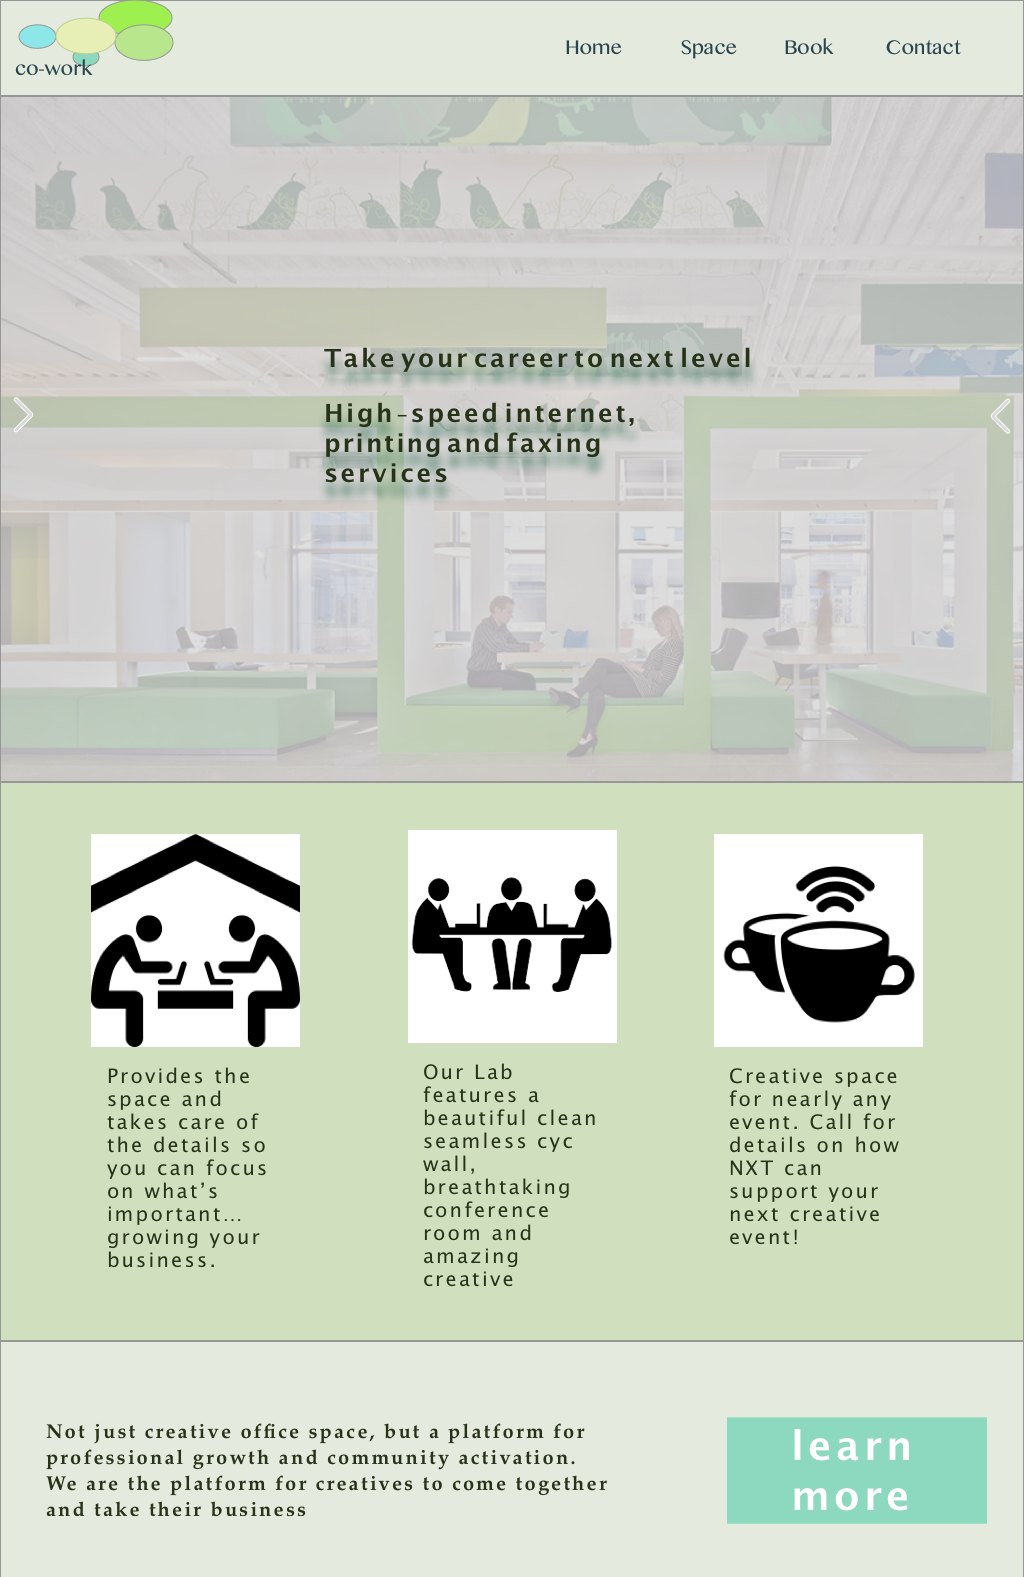 co-work
Home Space Book Contact
Take your career to next level
High-speed internet,
printing and faxing
services
Provides the
space and
takes care of
the details so
you can focus
on what’s
important...
growing your
business.
Our Lab
features a
beautiful clean
seamless cyc
wall,
breathtaking
conference
room and
amazing
creative
Creative space
for nearly any
event. Call for
details on how
NXT can
support your
next creative
event!
Not just creative office space, but a platform for
professional growth and community activation.
We are the platform for creatives to come together
and take their business
learn
more